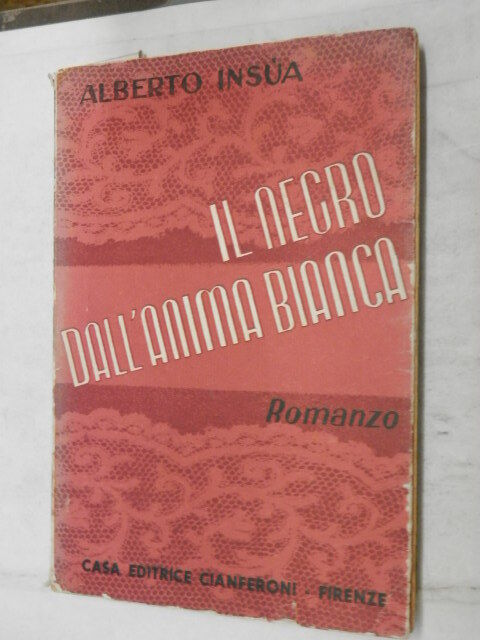 ALBERTO INSÚA
IL NEGRO
DALL'ANIMA BIANCA
Romanzo
CASA EDITRICE CIANFERONI - FIRENZE